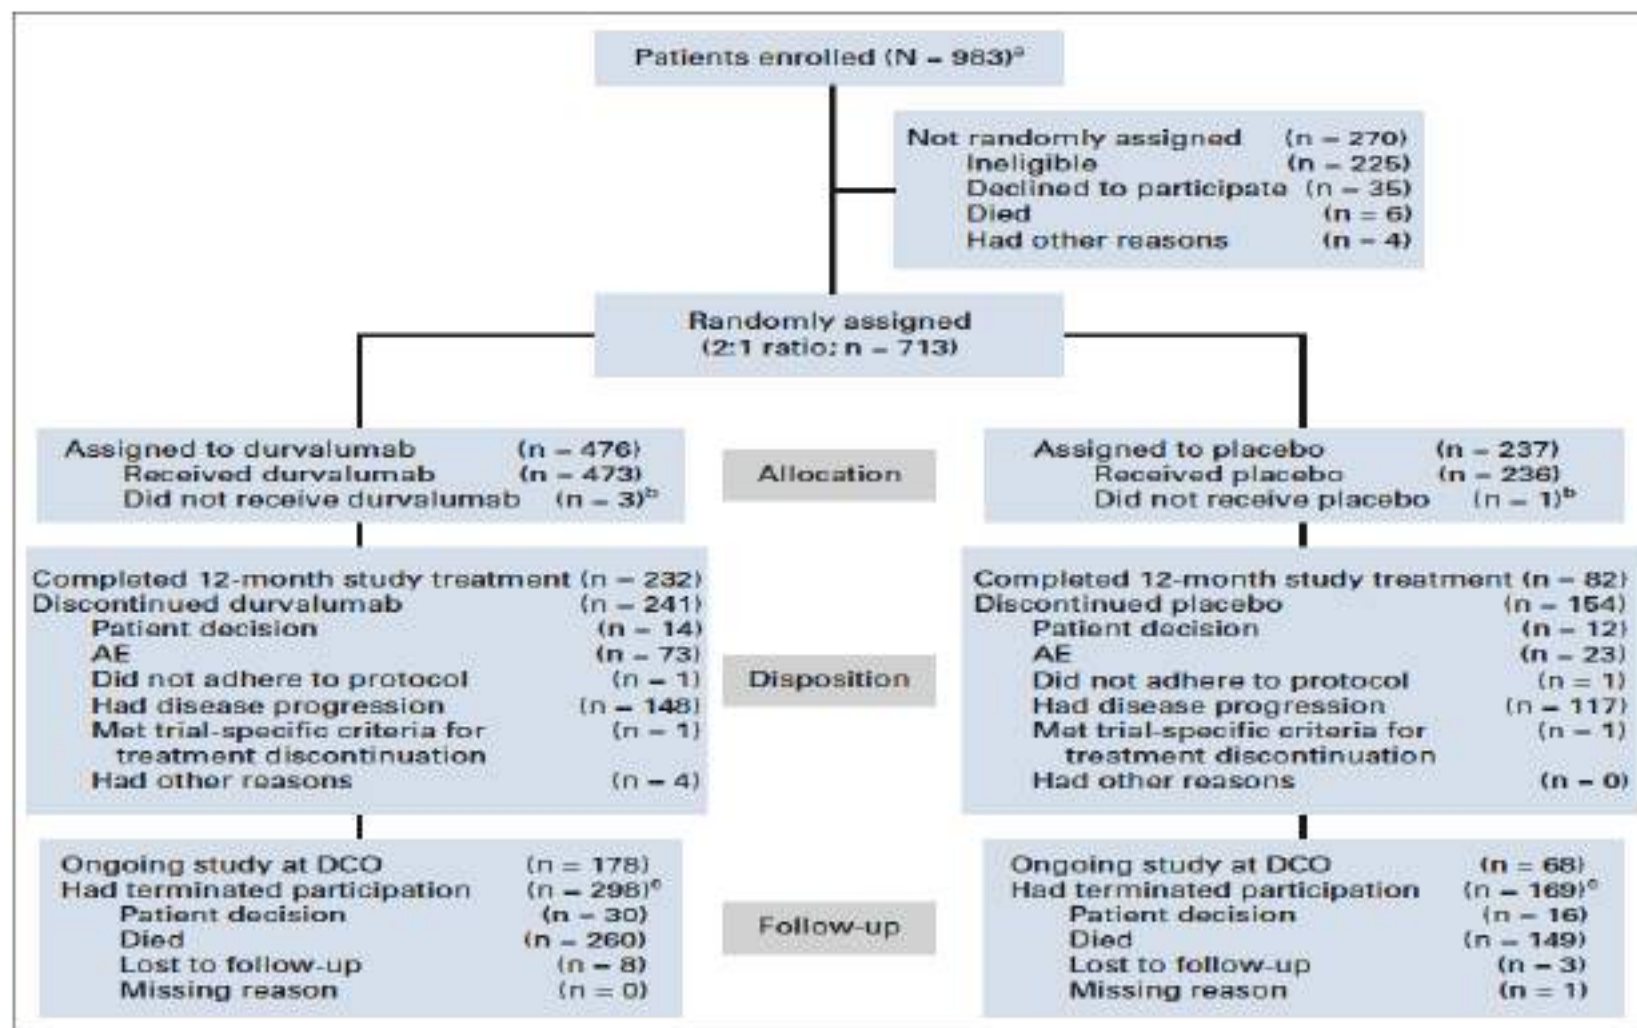 Patients enrolled (N – 983)ᵃ
Not randomly assigned (n – 270)
Ineligible (n – 225)
Declined to participate (n – 35)
Died (n = 6)
Had other reasons (n – 4)
Randomly assigned
(2:1 ratio; n – 713)
Assigned to durvalumab (n – 476)
Received durvalumab (n – 473)
Did not receive durvalumab (n – 3)ᵇ
Allocation
Assigned to placebo (n – 237)
Received placebo (n – 236)
Did not receive placebo (n – 1)ᵇ
Completed 12-month study treatment (n – 232)
Discontinued durvalumab (n – 241)
Patient decision (n – 14)
AE (n – 73)
Did not adhere to protocol (n – 1)
Had disease progression (n – 148)
Met trial-specific criteria for (n – 1)
treatment discontinuation
Had other reasons (n – 4)
Disposition
Completed 12-month study treatment (n – 82)
Discontinued placebo (n – 154)
Patient decision (n – 12)
AE (n – 23)
Did not adhere to protocol (n = 1)
Had disease progression (n – 117)
Met trial-specific criteria for (n – 1)
treatment discontinuation
Had other reasons (n – 0)
Ongoing study at DCO (n = 178)
Had terminated participation (n – 298)ᶜ
Patient decision (n – 30)
Died (n – 260)
Lost to follow-up (n – 8)
Missing reason (n = 0)
Follow-up
Ongoing study at DCO (n = 68)
Had terminated participation (n – 169)ᶜ
Patient decision (n – 16)
Died (n – 149)
Lost to follow-up (n – 3)
Missing reason (n = 1)